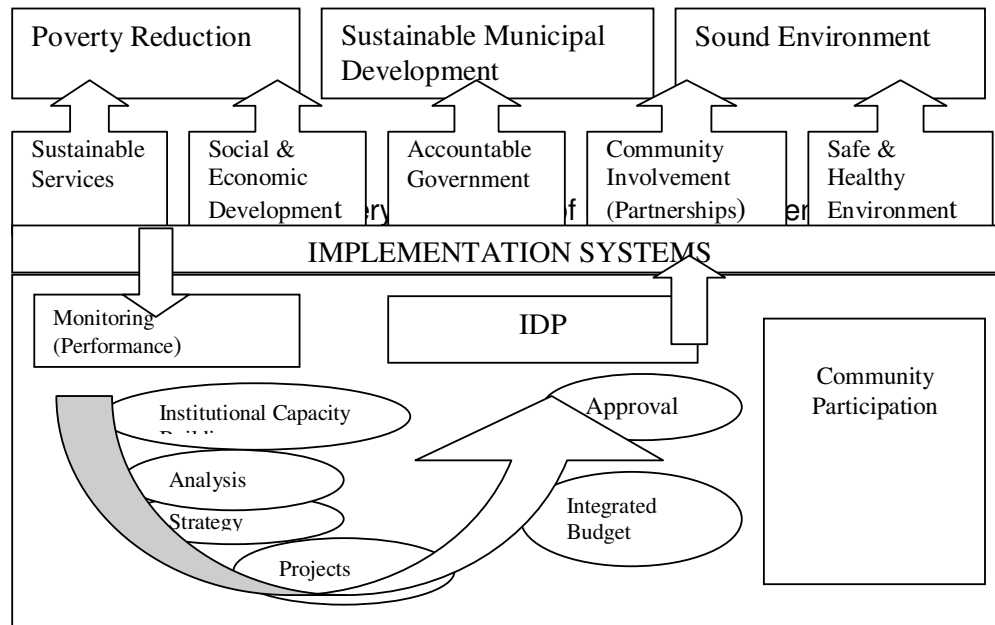 Poverty Reduction
Sustainable Municipal
Development
Sound Environment
Sustainable
Services
Social &
Economic
Development
Accountable
Government
Community
Involvement
(Partnerships)
Safe &
Healthy
Environment
of
IMPLEMENTATION SYSTEMS
Monitoring
(Performance)
IDP
Community
Participation
Institutional Capacity
Approval
Analysis
Strategy
Integrated
Budget
Projects